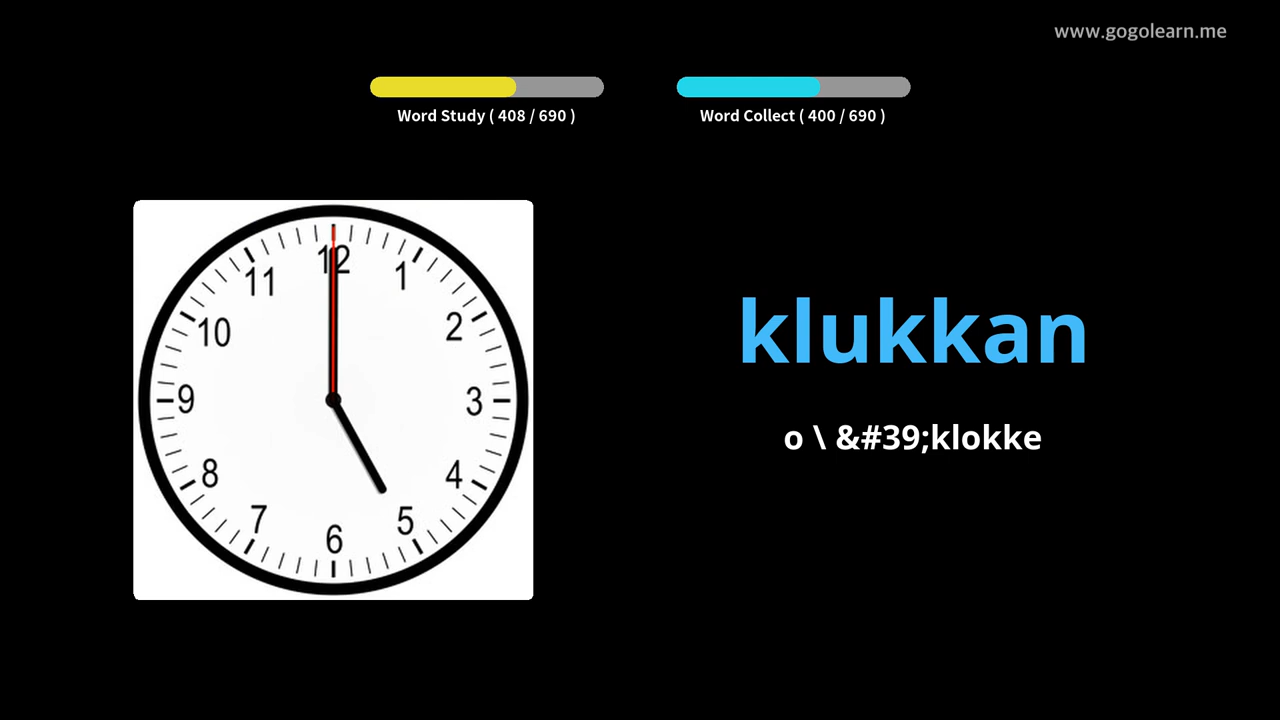 www.gogolearn.me
Word Study ( 408 / 690 )
Word Collect ( 400 / 690 )
12
11
1
10
2
9
3
8
4
7
5
6
klukkan
o \ &#39;klokke